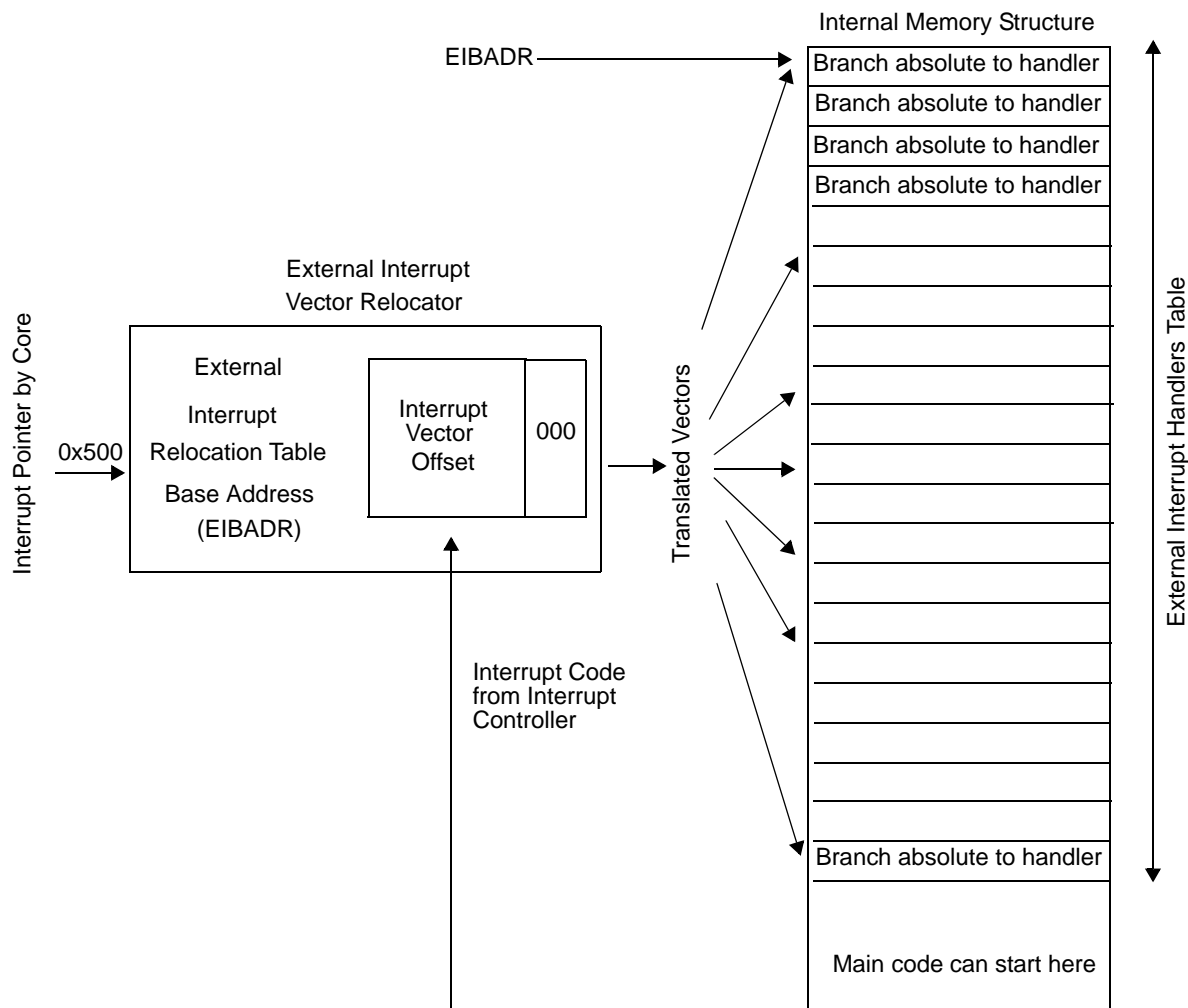 Internal Memory Structure
EIBADR
Branch absolute to handler
Branch absolute to handler
Branch absolute to handler
Branch absolute to handler
External Interrupt
Vector Relocator
Interrupt Pointer by Core
0x500
External
Interrupt
Relocation Table
Base Address
(EIBADR)
Interrupt
Vector
Offset
000
Translated Vectors
External Interrupt Handlers Table
Interrupt Code
from Interrupt
Controller
Branch absolute to handler
Main code can start here